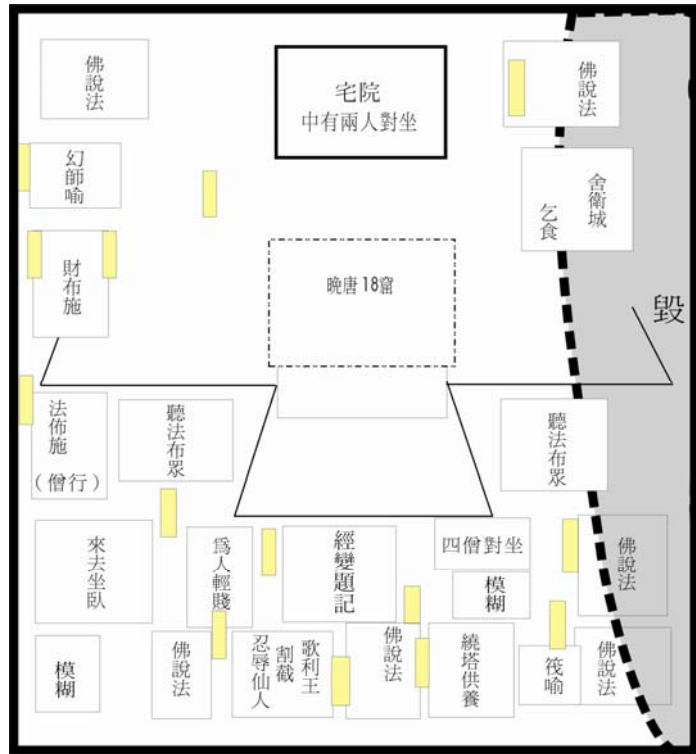 佛說法
宅院
中有兩人對坐
佛說法
幻師喻
舍衛城
乞食
財布施
晚唐18窟
毀
法佈施
（僧行）
聽法布眾
聽法布眾
來去坐臥
為人輕賤
經變題記
四僧對坐
模糊
佛說法
模糊
佛說法
歌利王
割截
忍辱仙人
佛說法
繞塔供養
筏喻
佛說法